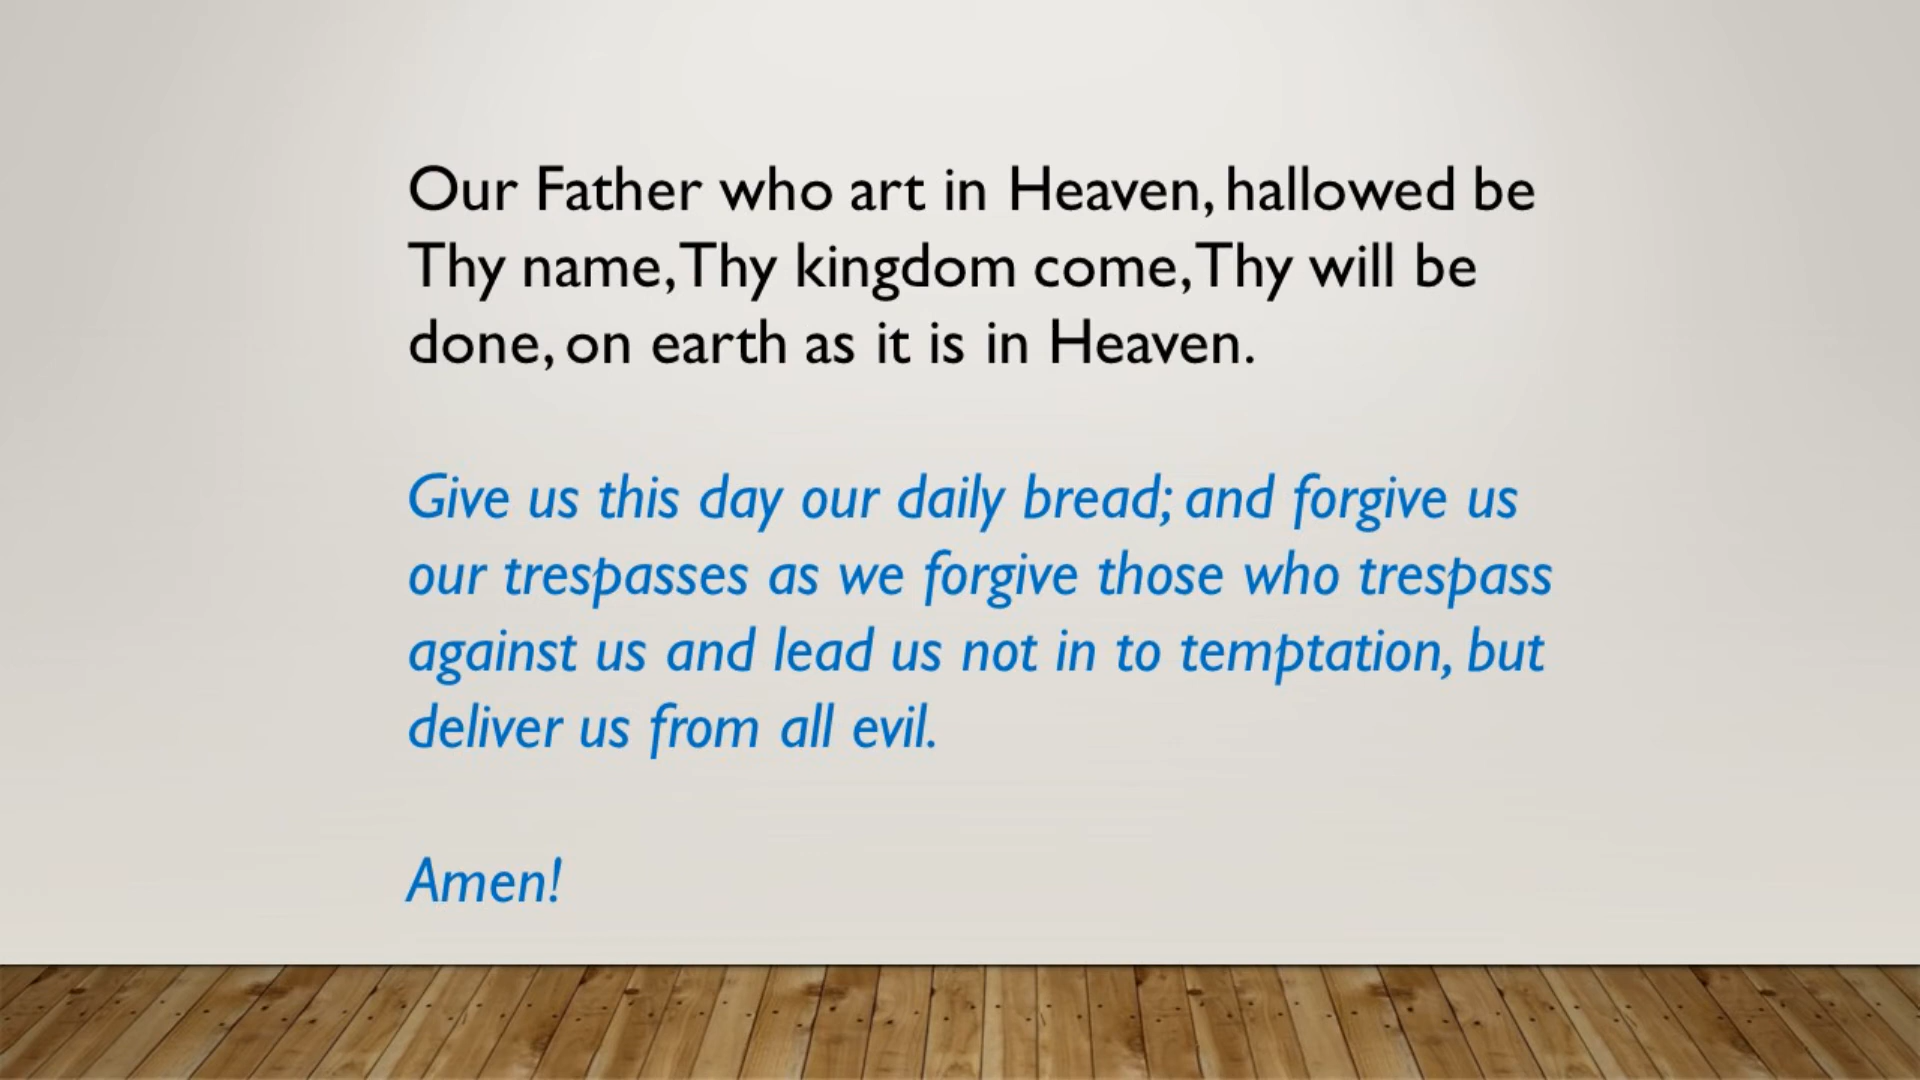 Our Father who art in Heaven, hallowed be
Thy name, Thy kingdom come, Thy will be
done, on earth as it is in Heaven.
Give us this day our daily bread; and forgive us
our trespasses as we forgive those who trespass
against us and lead us not in to temptation, but
deliver us from all evil.
Amen!